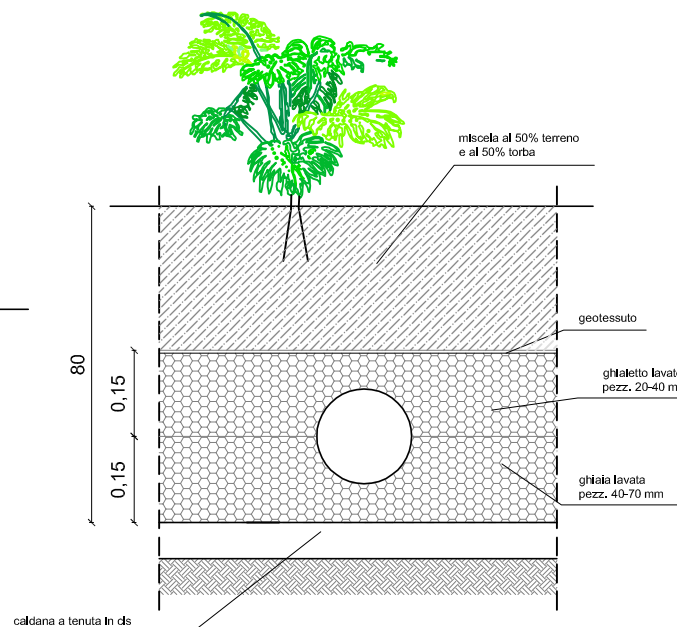 miscela al 50% terreno
e al 50% torba
geotessuto
80
0,15
ghiaietto lavato
pezz. 20-40 m
0,15
ghiaia lavata
pezz. 40-70 mm
caldana a tenuta in cls